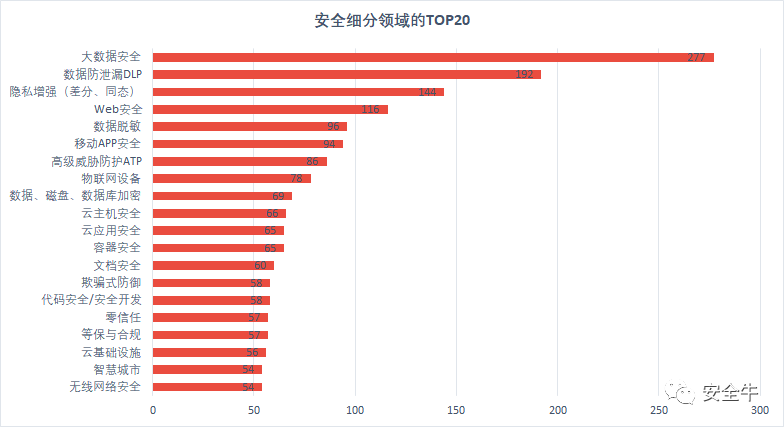 安全细分领域的TOP20
大数据安全 277
数据防泄漏DLP 192
隐私增强（差分、同态） 144
Web安全 116
数据脱敏 96
移动APP安全 94
高级威胁防护ATP 86
物联网设备 78
数据、磁盘、数据库加密 69
云主机安全 66
云应用安全 65
容器安全 65
文档安全 60
欺骗式防御 58
代码安全/安全开发 58
零信任 57
等保与合规 57
云基础设施 56
智慧城市 54
无线网络安全 54
0 50 100 150 200 250 300
安全牛